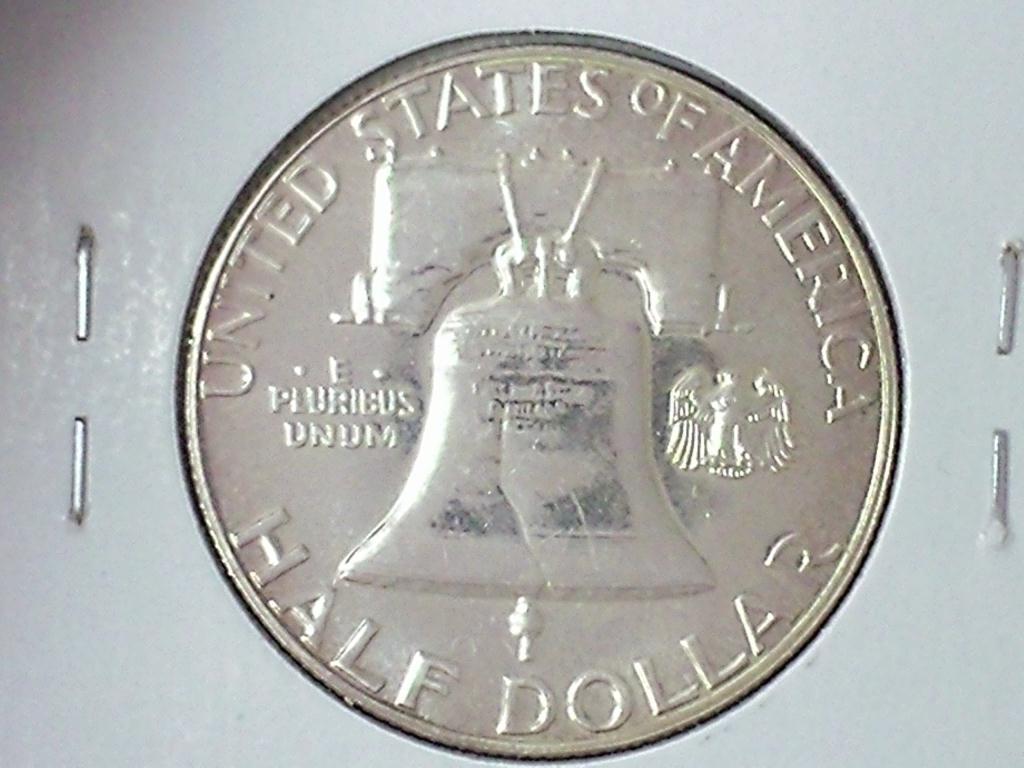 UNITED STATES OF AMERICA
· E ·
PLURIBUS
UNUM
HALF DOLLAR